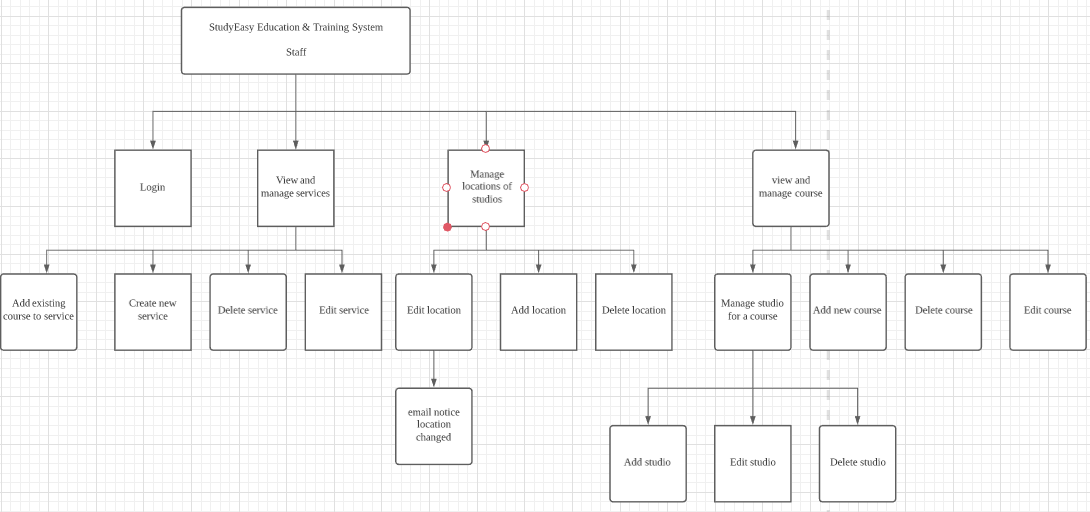 StudyEasy Education & Training System
Staff
Login
View and
manage services
Manage
locations of
studios
view and
manage course
Add existing
course to service
Create new
service
Delete service
Edit service
Edit location
Add location
Delete location
Manage studio
for a course
Add new course
Delete course
Edit course
email notice
location
changed
Add studio
Edit studio
Delete studio